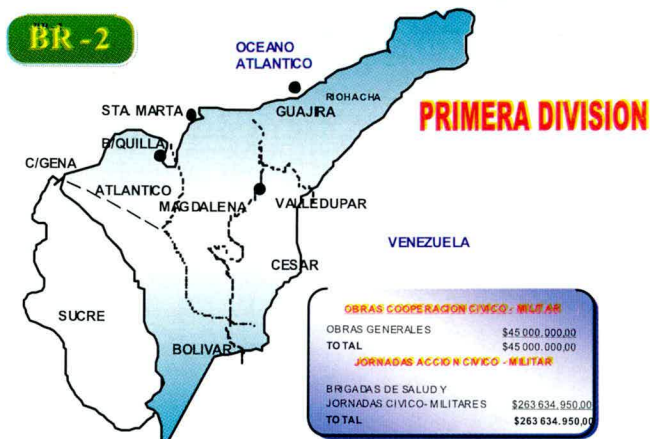 BR - 2
OCEANO
ATLANTICO
RIOHACHA
STA. MARTA
GUAJIRA
PRIMERA DIVISION
B/QUILLA
C/GENA
ATLANTICO
MAGDALENA
VALLEDUPAR
VENEZUELA
CESAR
SUCRE
BOLIVAR
OBRAS COOPERACION CIVICO - MILITAR
OBRAS GENERALES $45 000.000,00
TOTAL $45 000.000,00
JORNADAS ACCION CIVICO - MILITAR
BRIGADAS DE SALUD Y
JORNADAS CIVICO- MILITARES $263 634.950,00
TOTAL $263 634.950,00